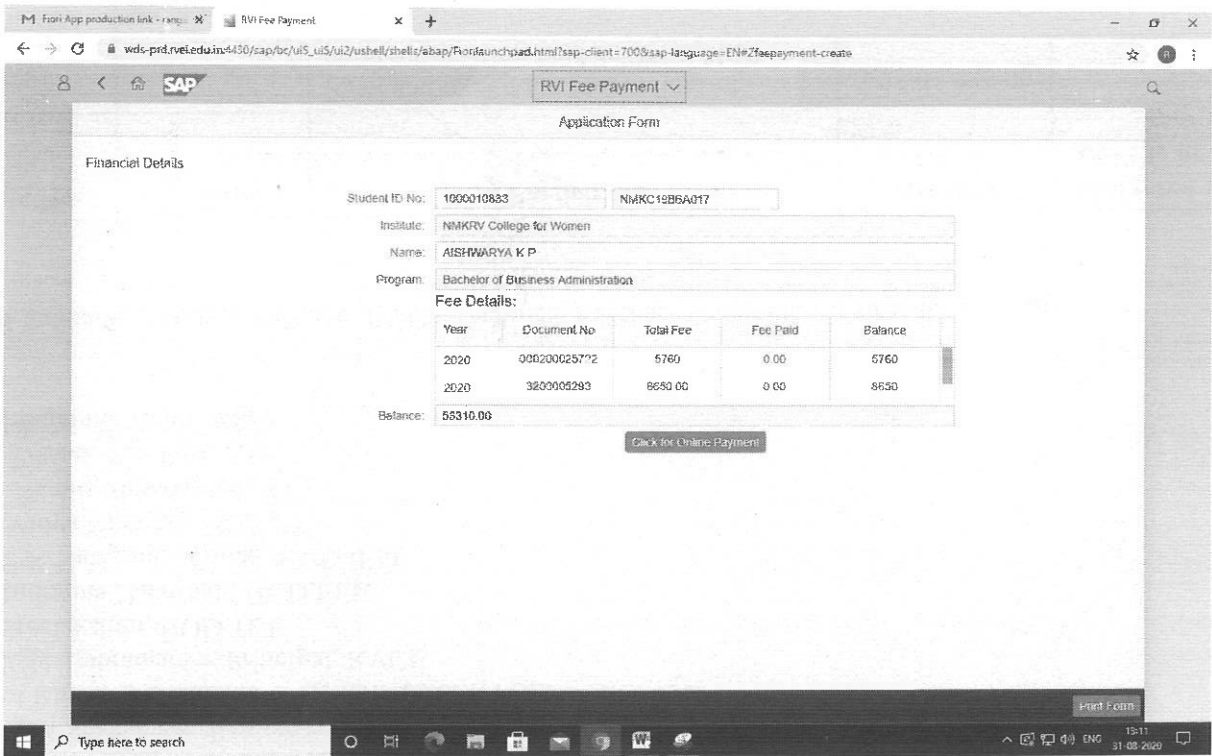 Fiori App production link - rang...
RVI Fee Payment
wds-prd.rvei.edu.in:4430/sap/bc/ui5_ui5/ui2/ushell/shells/abap/Fiorilaunchpad.html?sap-client=700&sap-language=EN#Zfeepayment-create
SAP
RVI Fee Payment
Application Form
Financial Details
Student ID No: 1000010883 NMKC19B6A017
Institute: NMKRV College for Women
Name: AISHWARYA K P
Program: Bachelor of Business Administration
Fee Details:
Year Document No Total Fee Fee Paid Balance
2020 5760 0.00 5760
2020 3200005293 8650.00 0.00 8650
Balance: 55310.00
Click for Online Payment
Print Form
Type here to search
ENG 15:11
31-08-2020